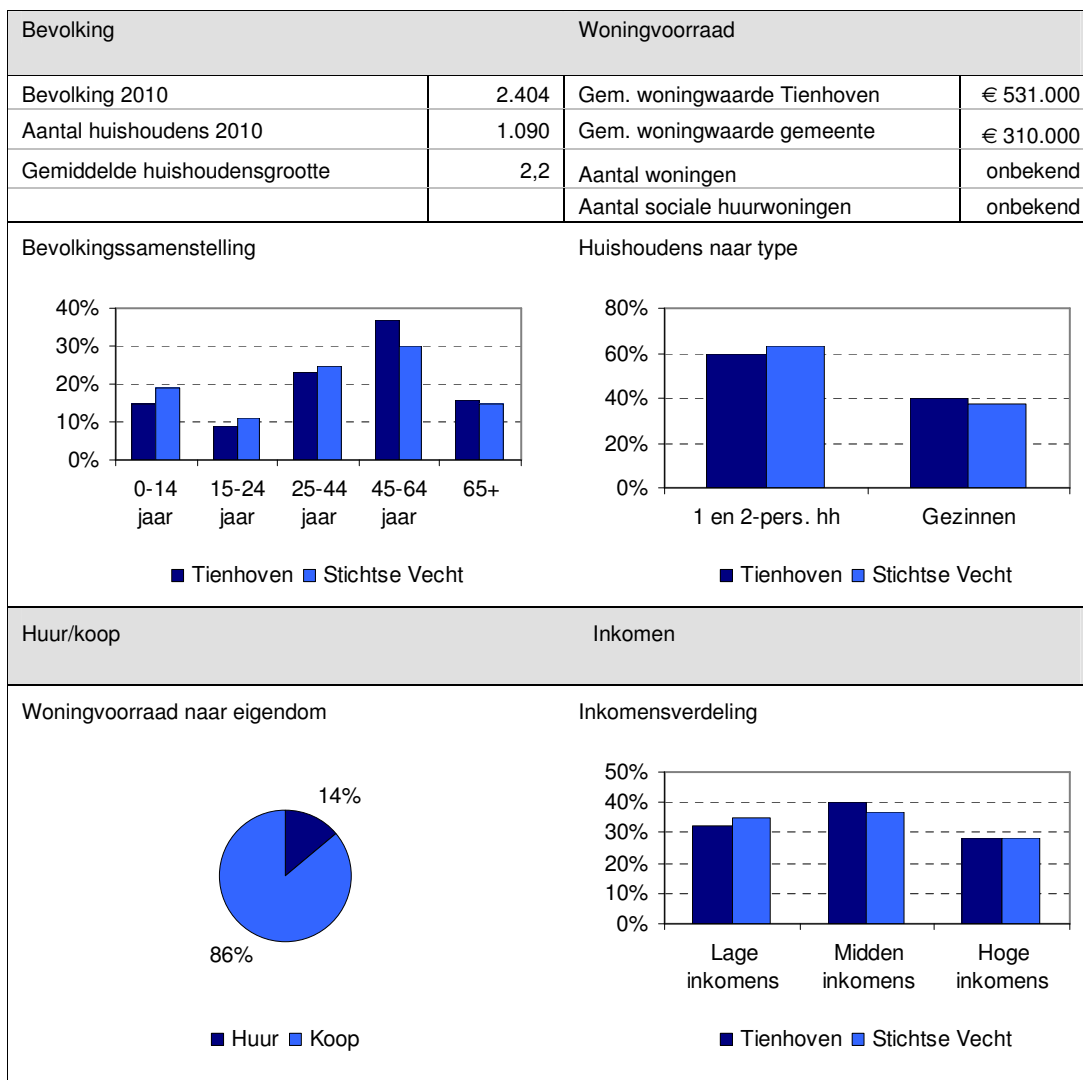 Bevolking Woningvoorraad
Bevolking 2010 2.404 Gem. woningwaarde Tienhoven € 531.000
Aantal huishoudens 2010 1.090 Gem. woningwaarde gemeente € 310.000
Gemiddelde huishoudensgrootte 2,2 Aantal woningen onbekend
Aantal sociale huurwoningen onbekend
Bevolkingssamenstelling
40%
30%
20%
10%
0%
0-14 15-24 25-44 45-64 65+
jaar jaar jaar jaar
Tienhoven Stichtse Vecht
Huishoudens naar type
80%
60%
40%
20%
0%
1 en 2-pers. hh Gezinnen
Tienhoven Stichtse Vecht
Huur/koop Inkomen
Woningvoorraad naar eigendom
14%
86%
Huur Koop
Inkomensverdeling
50%
40%
30%
20%
10%
0%
Lage Midden Hoge
inkomens inkomens inkomens
Tienhoven Stichtse Vecht